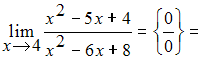 lim x→4 (x² − 5x + 4)/(x² − 6x + 8) = {0/0} =